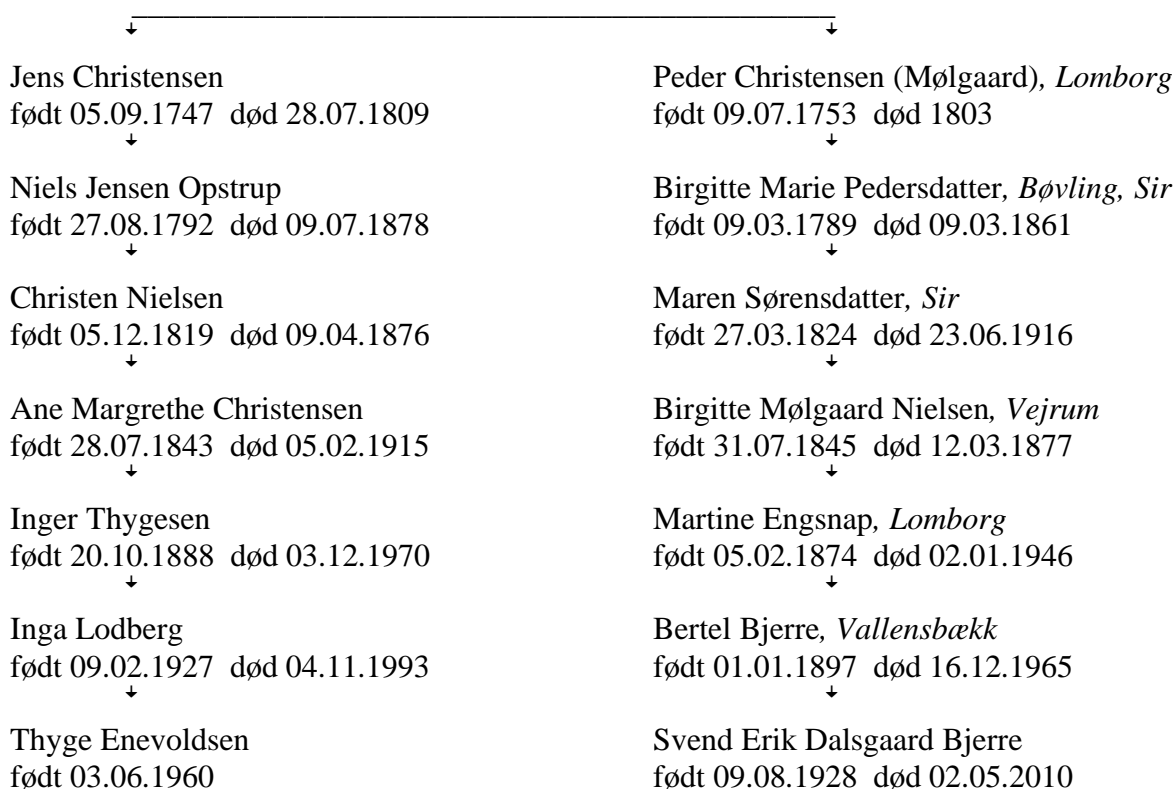 Jens Christensen
født 05.09.1747  død 28.07.1809
Niels Jensen Opstrup
født 27.08.1792  død 09.07.1878
Christen Nielsen
født 05.12.1819  død 09.04.1876
Ane Margrethe Christensen
født 28.07.1843  død 05.02.1915
Inger Thygesen
født 20.10.1888  død 03.12.1970
Inga Lodberg
født 09.02.1927  død 04.11.1993
Thyge Enevoldsen
født 03.06.1960
Peder Christensen (Mølgaard), Lomborg
født 09.07.1753  død 1803
Birgitte Marie Pedersdatter, Bøvling, Sir
født 09.03.1789  død 09.03.1861
Maren Sørensdatter, Sir
født 27.03.1824  død 23.06.1916
Birgitte Mølgaard Nielsen, Vejrum
født 31.07.1845  død 12.03.1877
Martine Engsnap, Lomborg
født 05.02.1874  død 02.01.1946
Bertel Bjerre, Vallensbækk
født 01.01.1897  død 16.12.1965
Svend Erik Dalsgaard Bjerre
født 09.08.1928  død 02.05.2010